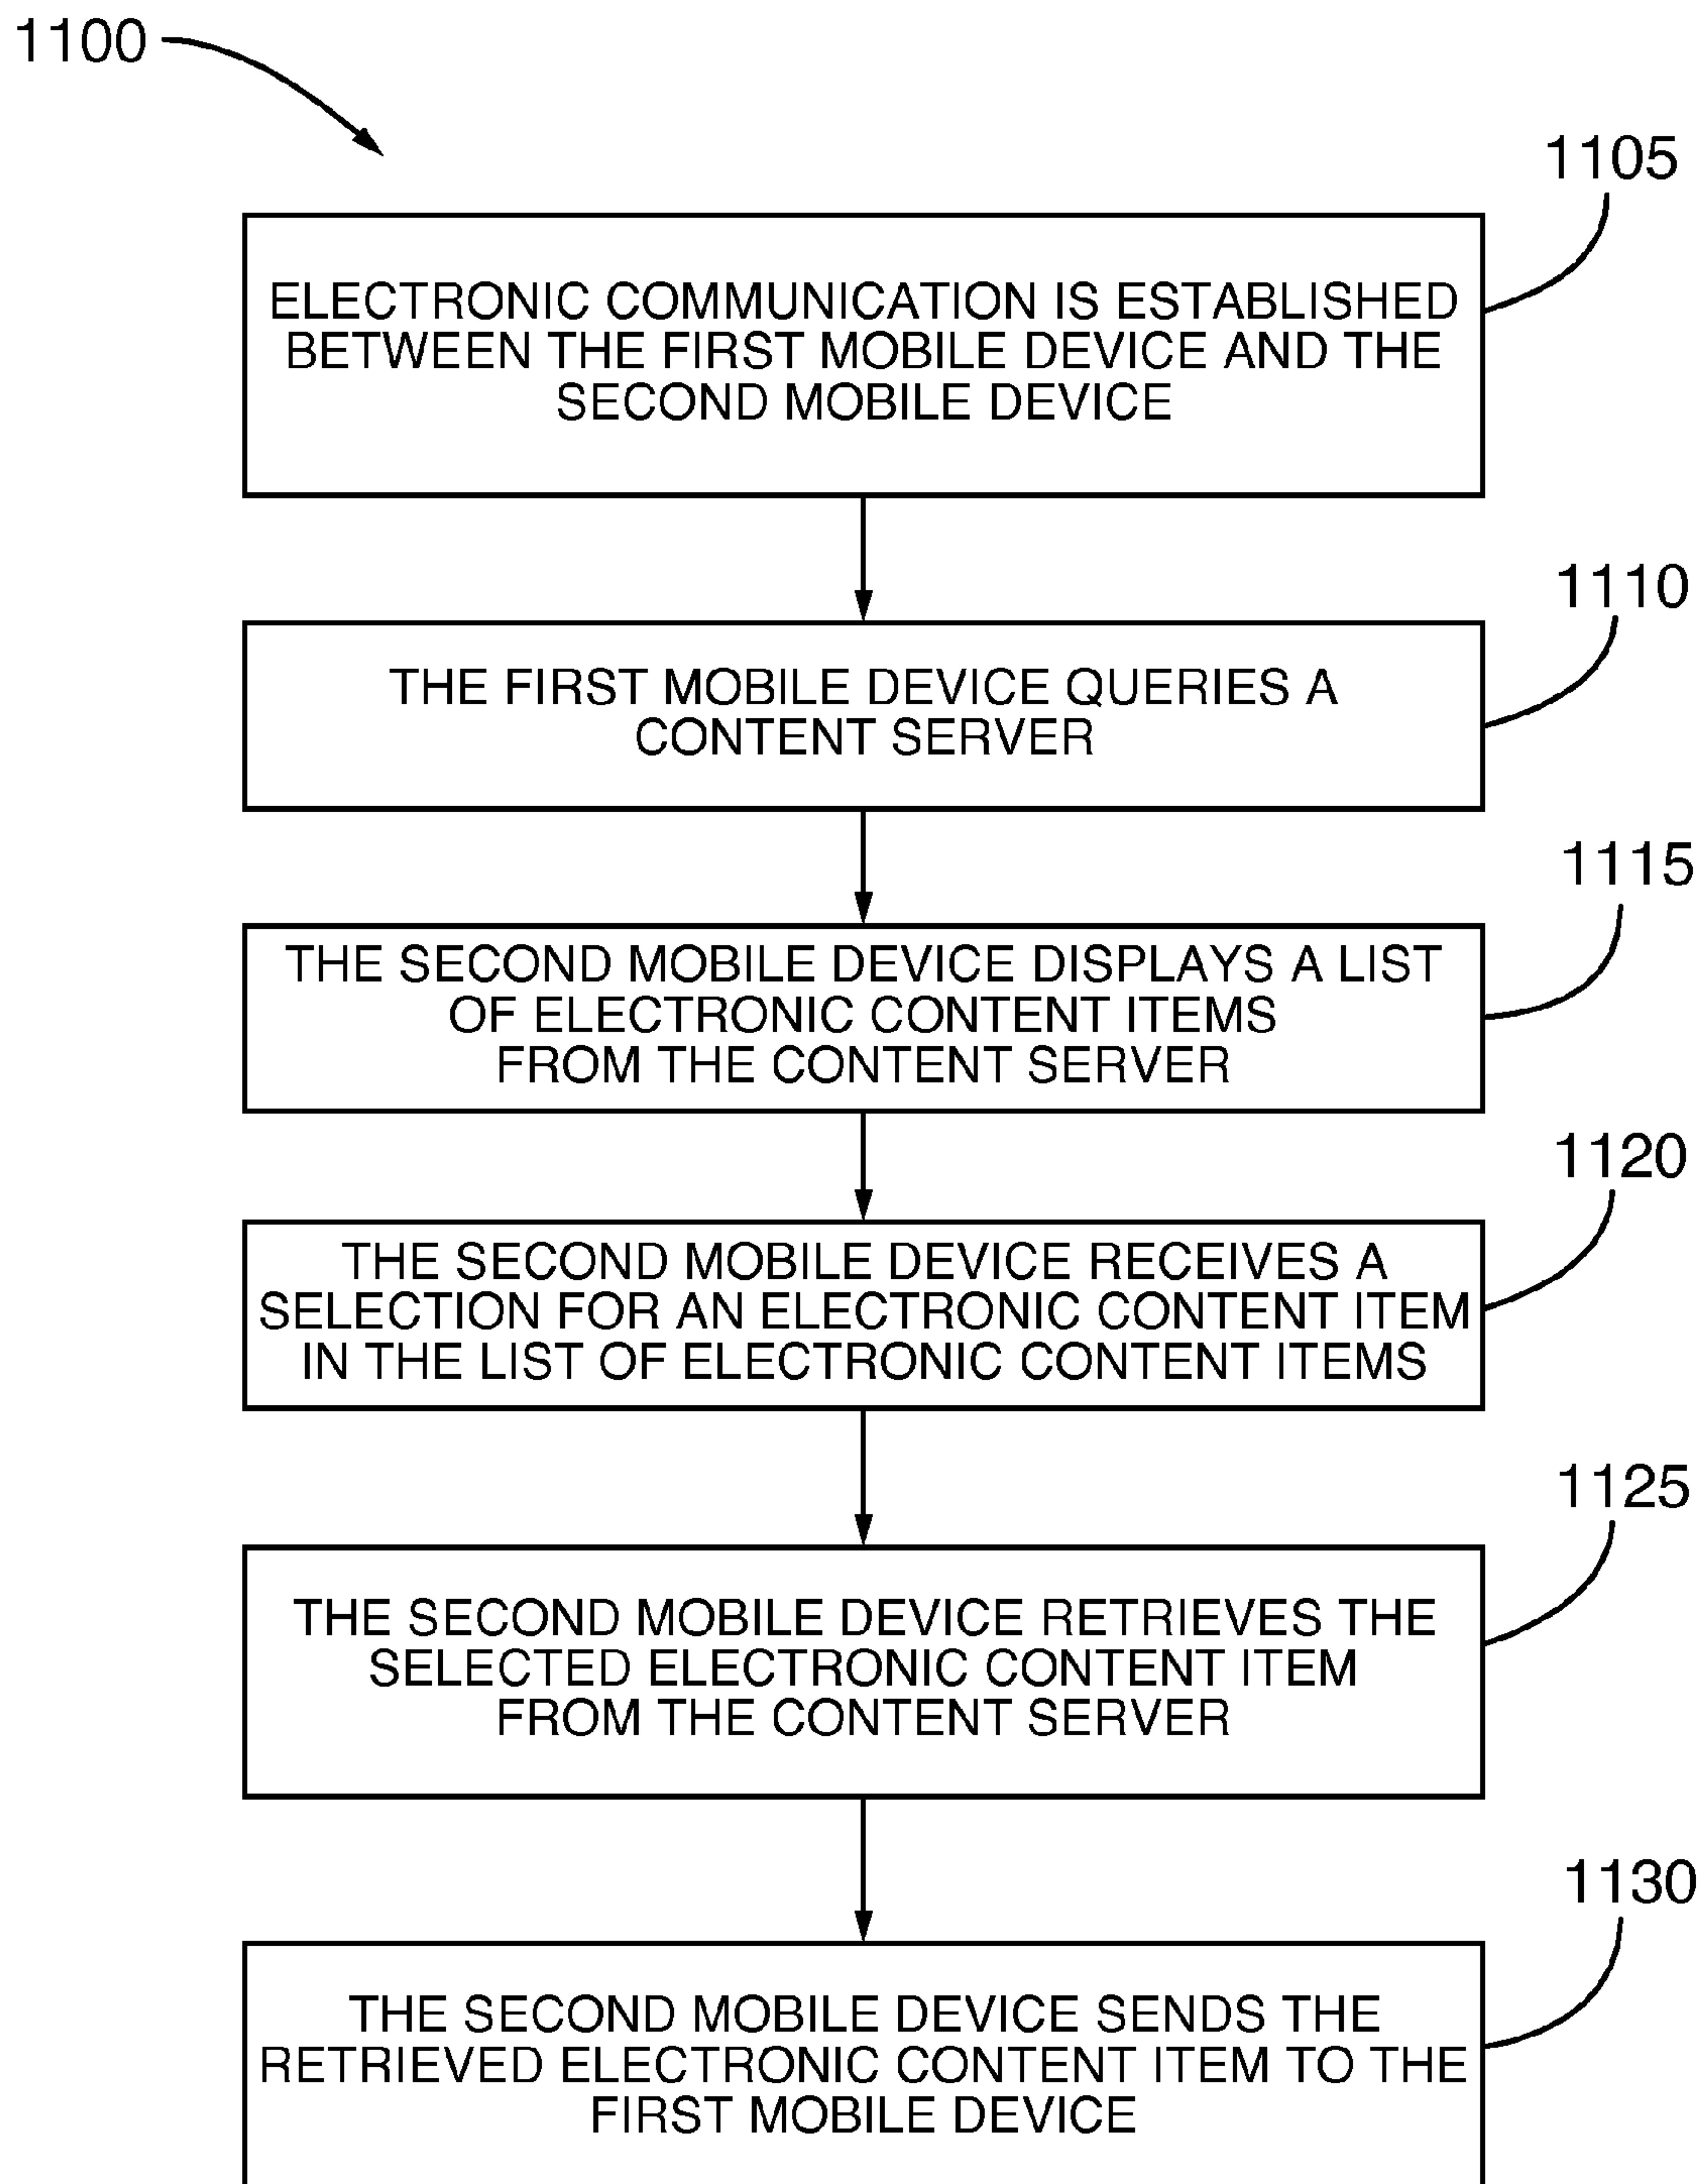 1100
1105
ELECTRONIC COMMUNICATION IS ESTABLISHED
BETWEEN THE FIRST MOBILE DEVICE AND THE
SECOND MOBILE DEVICE
1110
THE FIRST MOBILE DEVICE QUERIES A
CONTENT SERVER
1115
THE SECOND MOBILE DEVICE DISPLAYS A LIST
OF ELECTRONIC CONTENT ITEMS
FROM THE CONTENT SERVER
1120
THE SECOND MOBILE DEVICE RECEIVES A
SELECTION FOR AN ELECTRONIC CONTENT ITEM
IN THE LIST OF ELECTRONIC CONTENT ITEMS
1125
THE SECOND MOBILE DEVICE RETRIEVES THE
SELECTED ELECTRONIC CONTENT ITEM
FROM THE CONTENT SERVER
1130
THE SECOND MOBILE DEVICE SENDS THE
RETRIEVED ELECTRONIC CONTENT ITEM TO THE
FIRST MOBILE DEVICE